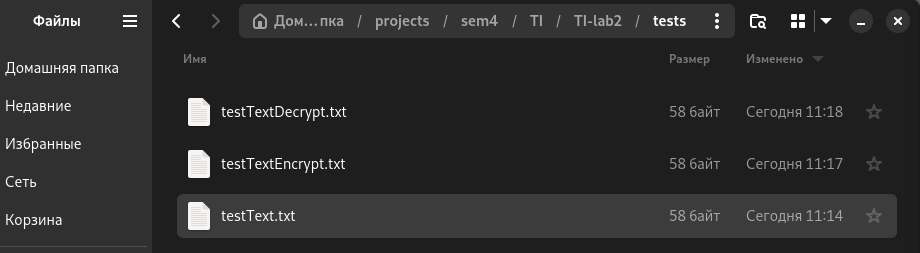 Файлы
Дом…пка / projects / sem4 / TI / TI-lab2 / tests
Домашняя папка
Недавние
Избранные
Сеть
Корзина
Имя Размер Изменено
testTextDecrypt.txt 58 байт Сегодня 11:18
testTextEncrypt.txt 58 байт Сегодня 11:17
testText.txt 58 байт Сегодня 11:14